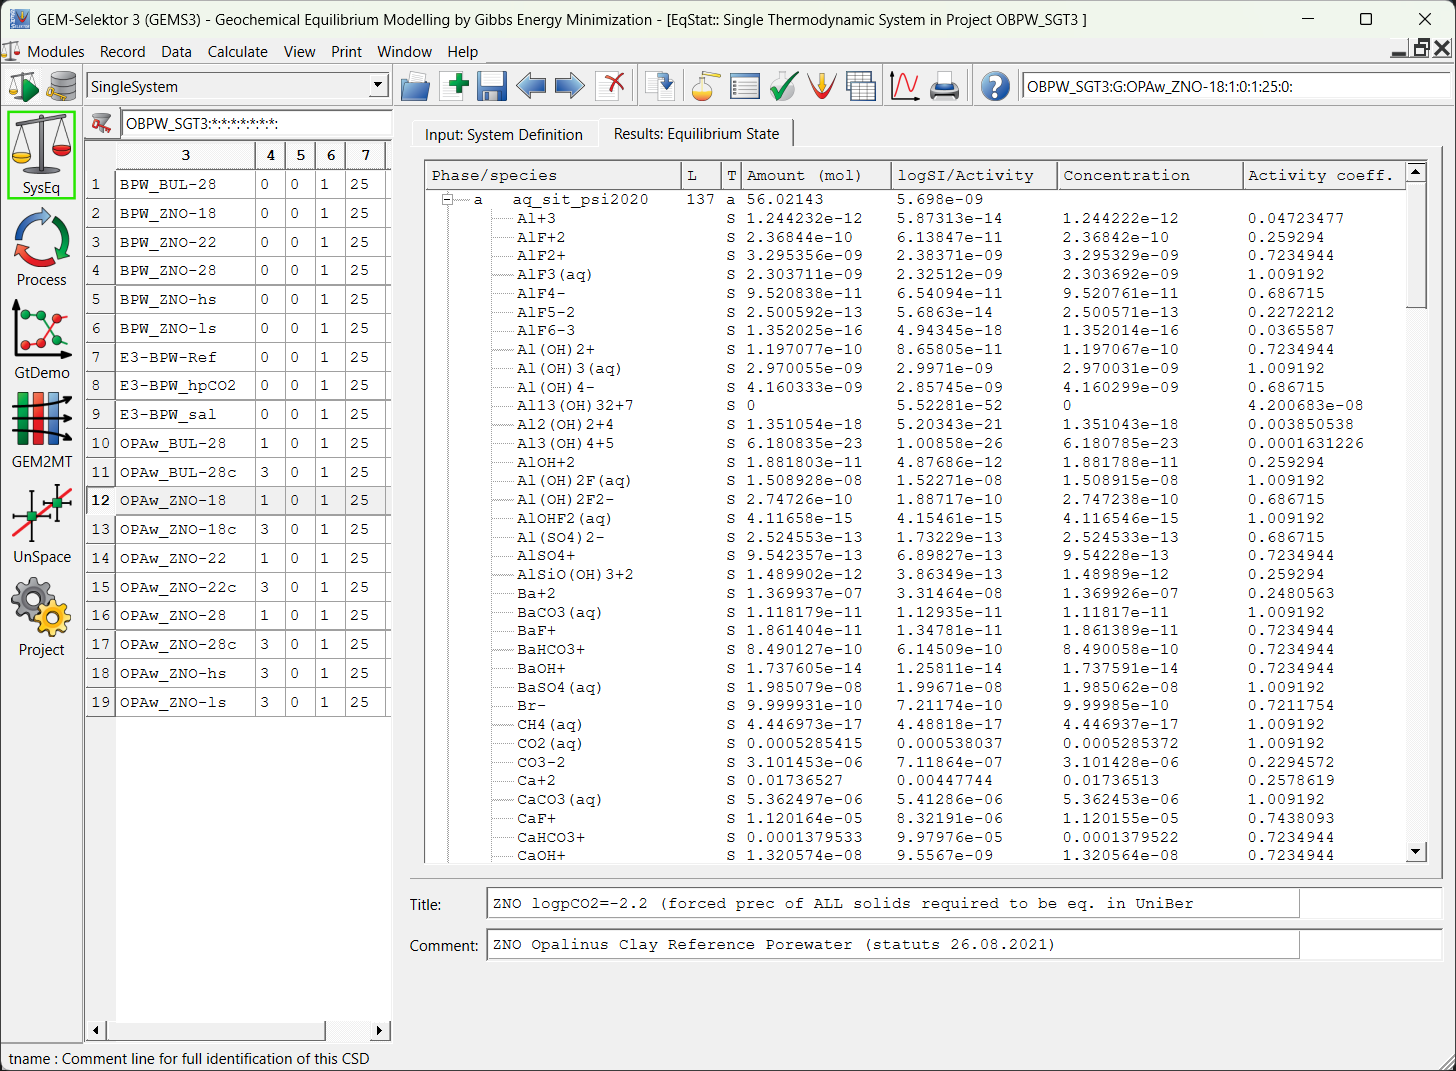 GEM-Selektor 3 (GEMS3) - Geochemical Equilibrium Modelling by Gibbs Energy Minimization - [EqStat:: Single Thermodynamic System in Project OBPW_SGT3 ]
Modules Record Data Calculate View Print Window Help
SingleSystem
OBPW_SGT3:G:OPAw_ZNO-18:1:0:1:25:0:
SysEq
Process
GtDemo
GEM2MT
UnSpace
Project
OBPW_SGT3:*:*:*:*:*:*:*:
3 4 5 6 7
1 BPW_BUL-28 0 0 1 25
2 BPW_ZNO-18 0 0 1 25
3 BPW_ZNO-22 0 0 1 25
4 BPW_ZNO-28 0 0 1 25
5 BPW_ZNO-hs 0 0 1 25
6 BPW_ZNO-ls 0 0 1 25
7 E3-BPW-Ref 0 0 1 25
8 E3-BPW_hpCO2 0 0 1 25
9 E3-BPW_sal 0 0 1 25
10 OPAw_BUL-28 1 0 1 25
11 OPAw_BUL-28c 3 0 1 25
12 OPAw_ZNO-18 1 0 1 25
13 OPAw_ZNO-18c 3 0 1 25
14 OPAw_ZNO-22 1 0 1 25
15 OPAw_ZNO-22c 3 0 1 25
16 OPAw_ZNO-28 1 0 1 25
17 OPAw_ZNO-28c 3 0 1 25
18 OPAw_ZNO-hs 3 0 1 25
19 OPAw_ZNO-ls 3 0 1 25
Input: System Definition Results: Equilibrium State
Phase/species L T Amount (mol) logSI/Activity Concentration Activity coeff.
a aq_sit_psi2020 137 a 56.02143 5.698e-09
Al+3 S 1.244232e-12 5.87313e-14 1.244222e-12 0.04723477
AlF+2 S 2.36844e-10 6.13847e-11 2.36842e-10 0.259294
AlF2+ S 3.295356e-09 2.38371e-09 3.295329e-09 0.7234944
AlF3(aq) S 2.303711e-09 2.32512e-09 2.303692e-09 1.009192
AlF4- S 9.520838e-11 6.54094e-11 9.520761e-11 0.686715
AlF5-2 S 2.500592e-13 5.6863e-14 2.500571e-13 0.2272212
AlF6-3 S 1.352025e-16 4.94345e-18 1.352014e-16 0.0365587
Al(OH)2+ S 1.197077e-10 8.65805e-11 1.197067e-10 0.7234944
Al(OH)3(aq) S 2.970055e-09 2.9971e-09 2.970031e-09 1.009192
Al(OH)4- S 4.160333e-09 2.85745e-09 4.160299e-09 0.686715
Al13(OH)32+7 S 0 5.52281e-52 0 4.200683e-08
Al2(OH)2+4 S 1.351054e-18 5.20343e-21 1.351043e-18 0.003850538
Al3(OH)4+5 S 6.180835e-23 1.00858e-26 6.180785e-23 0.0001631226
AlOH+2 S 1.881803e-11 4.87686e-12 1.881788e-11 0.259294
Al(OH)2F(aq) S 1.508928e-08 1.52271e-08 1.508915e-08 1.009192
Al(OH)2F2- S 2.74726e-10 1.88717e-10 2.747238e-10 0.686715
AlOHF2(aq) S 4.11658e-15 4.15461e-15 4.116546e-15 1.009192
Al(SO4)2- S 2.524553e-13 1.73229e-13 2.524533e-13 0.686715
AlSO4+ S 9.542357e-13 6.89827e-13 9.54228e-13 0.7234944
AlSiO(OH)3+2 S 1.489902e-12 3.86349e-13 1.48989e-12 0.259294
Ba+2 S 1.369937e-07 3.31464e-08 1.369926e-07 0.2480563
BaCO3(aq) S 1.118179e-11 1.12935e-11 1.11817e-11 1.009192
BaF+ S 1.861404e-11 1.34781e-11 1.861389e-11 0.7234944
BaHCO3+ S 8.490127e-10 6.14509e-10 8.490058e-10 0.7234944
BaOH+ S 1.737605e-14 1.25811e-14 1.737591e-14 0.7234944
BaSO4(aq) S 1.985079e-08 1.99671e-08 1.985062e-08 1.009192
Br- S 9.999931e-10 7.21174e-10 9.99985e-10 0.7211754
CH4(aq) S 4.446973e-17 4.48818e-17 4.446937e-17 1.009192
CO2(aq) S 0.0005285415 0.000538037 0.0005285372 1.009192
CO3-2 S 3.101453e-06 7.11864e-07 3.101428e-06 0.2294572
Ca+2 S 0.01736527 0.00447744 0.01736513 0.2578619
CaCO3(aq) S 5.362497e-06 5.41286e-06 5.362453e-06 1.009192
CaF+ S 1.120164e-05 8.32191e-06 1.120155e-05 0.7438093
CaHCO3+ S 0.0001379533 9.97976e-05 0.0001379522 0.7234944
CaOH+ S 1.320574e-08 9.5567e-09 1.320564e-08 0.7234944
Title: ZNO logpCO2=-2.2 (forced prec of ALL solids required to be eq. in UniBer
Comment: ZNO Opalinus Clay Reference Porewater (statuts 26.08.2021)
tname : Comment line for full identification of this CSD